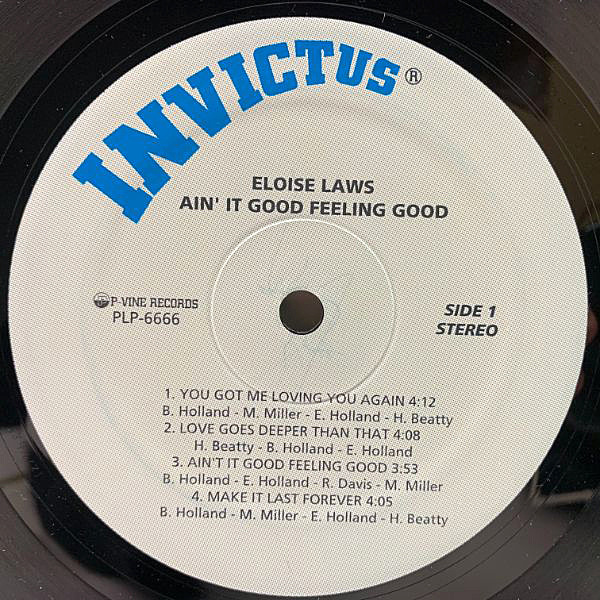 INVICTUS®
ELOISE LAWS
AIN' IT GOOD FEELING GOOD
P-VINE RECORDS
PLP-6666
SIDE 1
STEREO
1. YOU GOT ME LOVING YOU AGAIN 4:12
B. Holland - M. Miller - E. Holland - H. Beatty
2. LOVE GOES DEEPER THAN THAT 4:08
H. Beatty - B. Holland - E. Holland
3. AIN'T IT GOOD FEELING GOOD 3:53
B. Holland - E. Holland - R. Davis - M. Miller
4. MAKE IT LAST FOREVER 4:05
B. Holland - M. Miller - E. Holland - H. Beatty